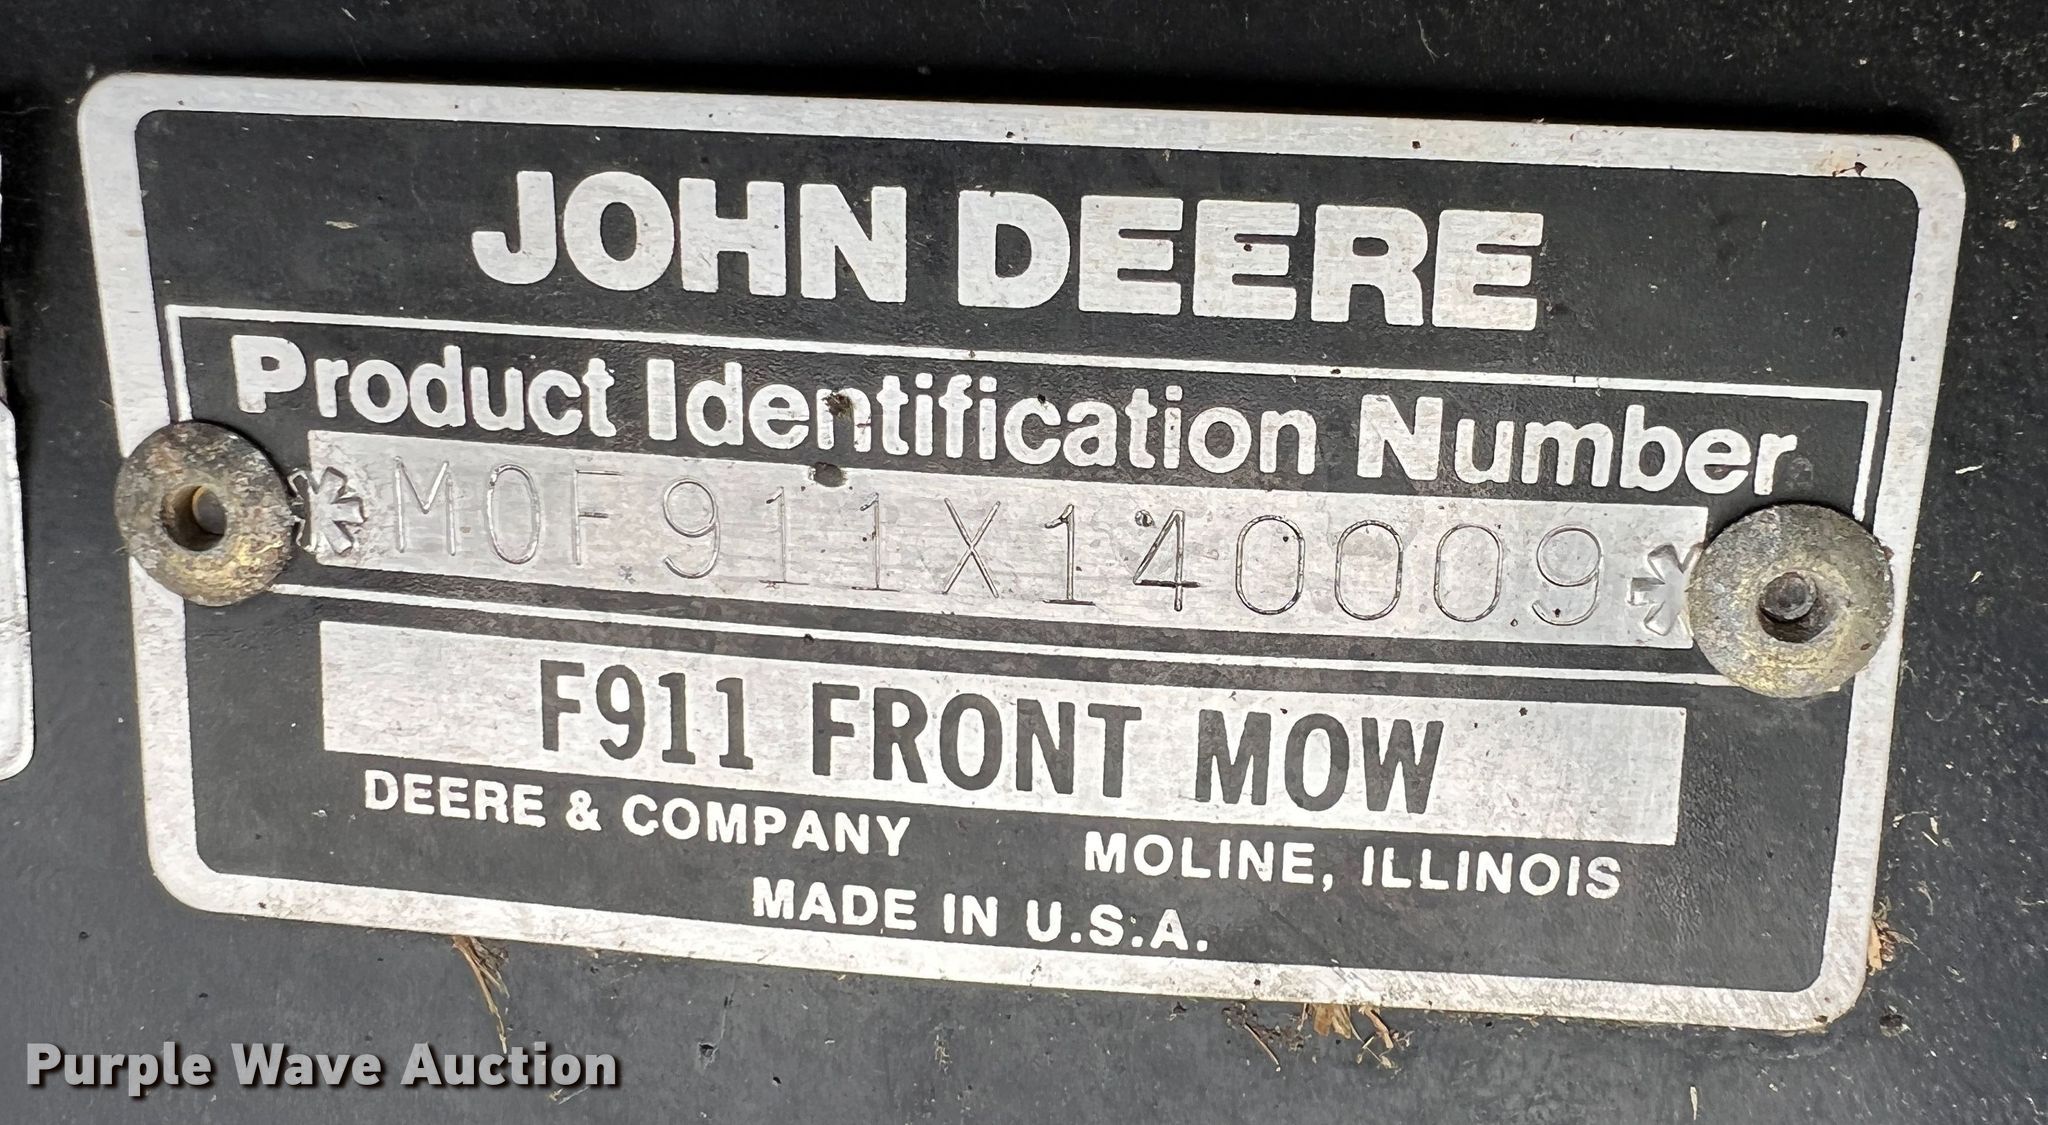 JOHN DEERE
Product Identification Number
*M0F911X140009*
F911 FRONT MOW
DEERE & COMPANY MOLINE, ILLINOIS
MADE IN U.S.A.
Purple Wave Auction